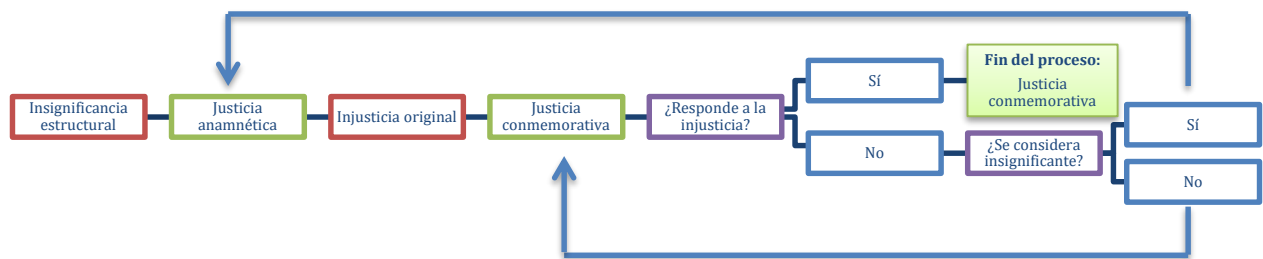 Insignificancia
estructural
Justicia
anamnética
Injusticia original
Justicia
conmemorativa
¿Responde a la
injusticia?
Sí
Fin del proceso:
Justicia
conmemorativa
No
¿Se considera
insignificante?
Sí
No